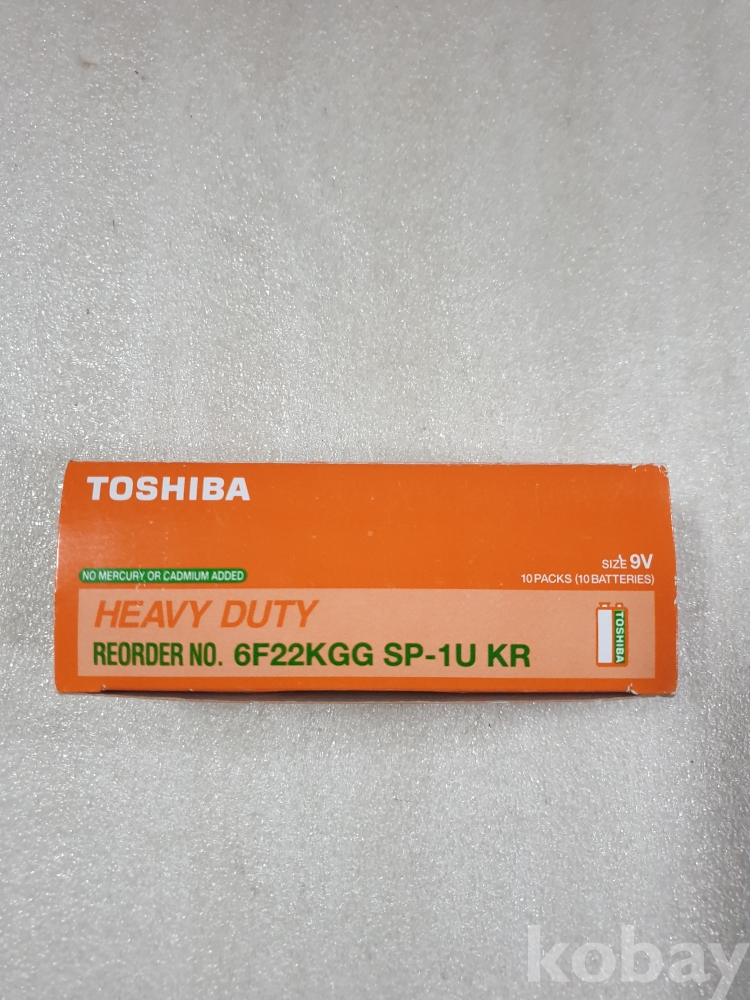 TOSHIBA
SIZE 9V
NO MERCURY OR CADMIUM ADDED
10 PACKS (10 BATTERIES)
HEAVY DUTY
REORDER NO. 6F22KGG SP-1U KR
TOSHIBA
kobay